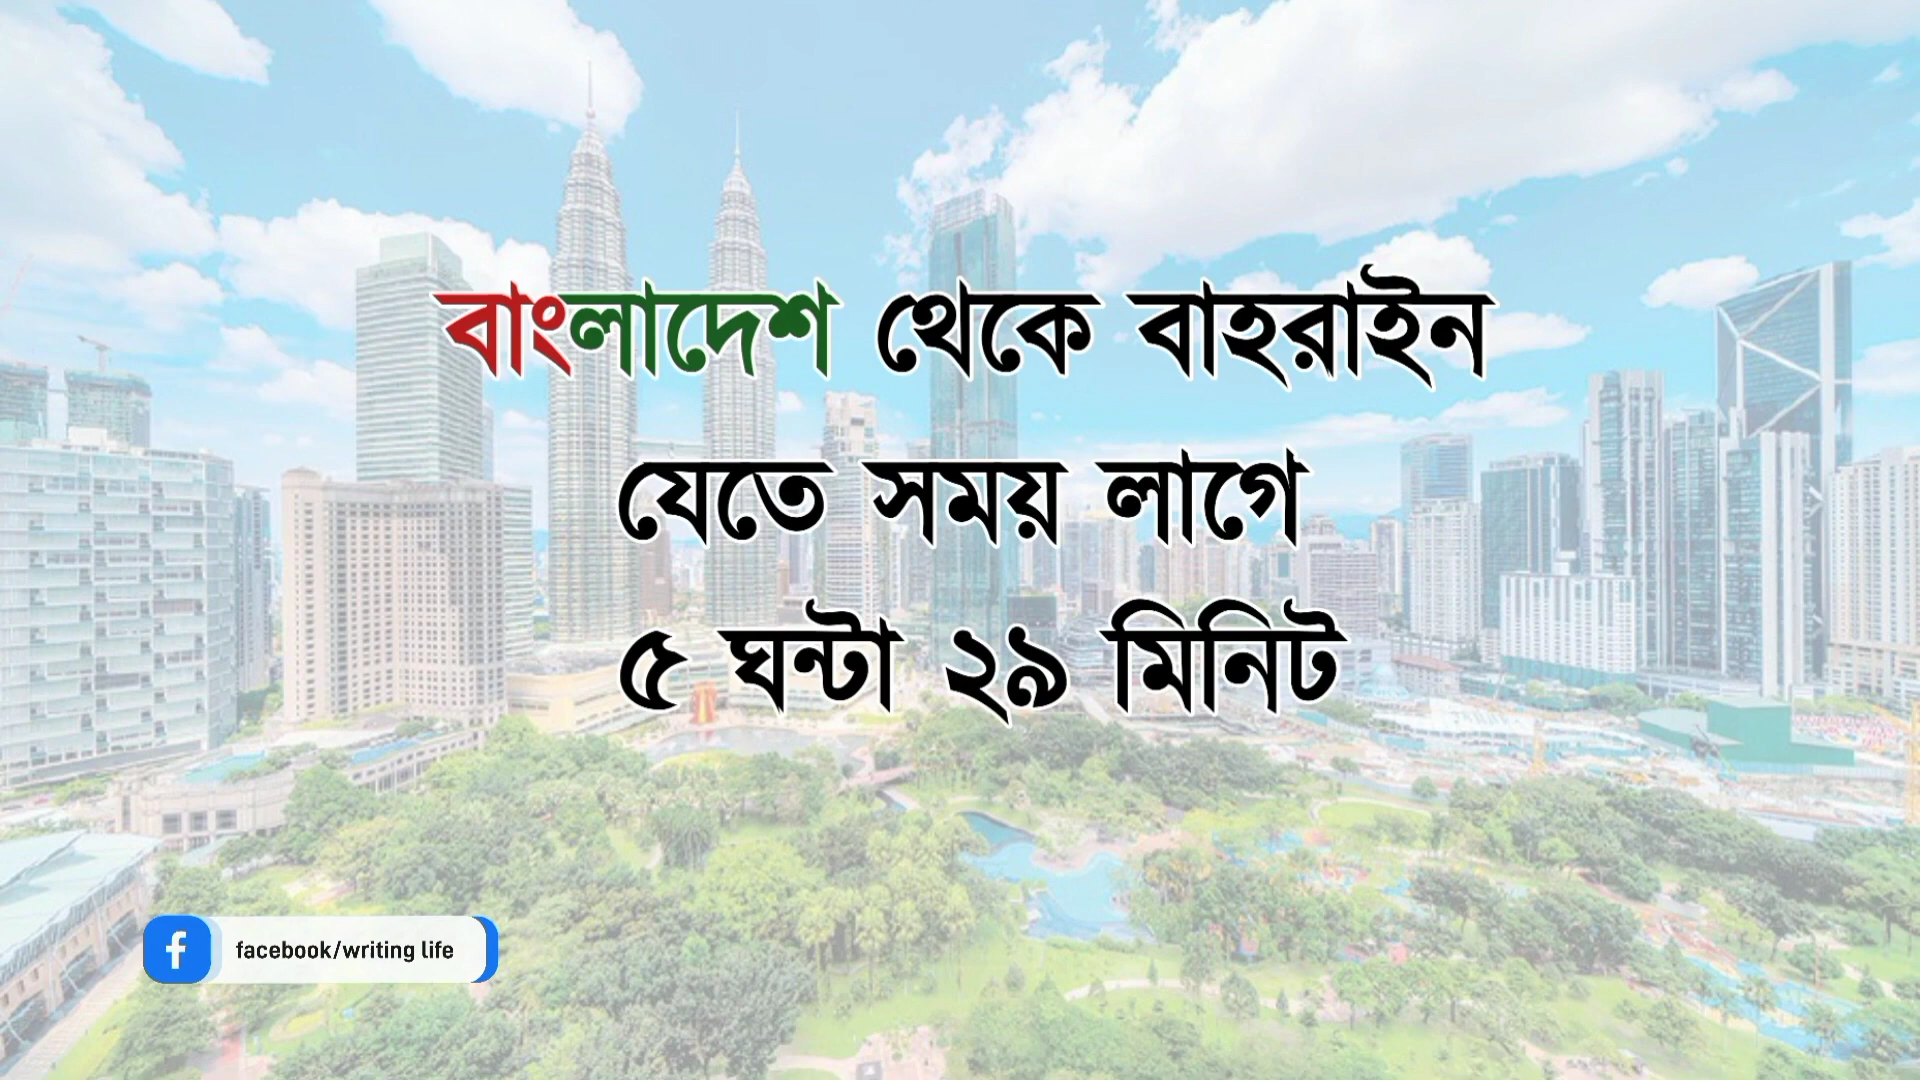 বাংলাদেশ থেকে বাহরাইন
যেতে সময় লাগে
৫ ঘন্টা ২৯ মিনিট
facebook/writing life